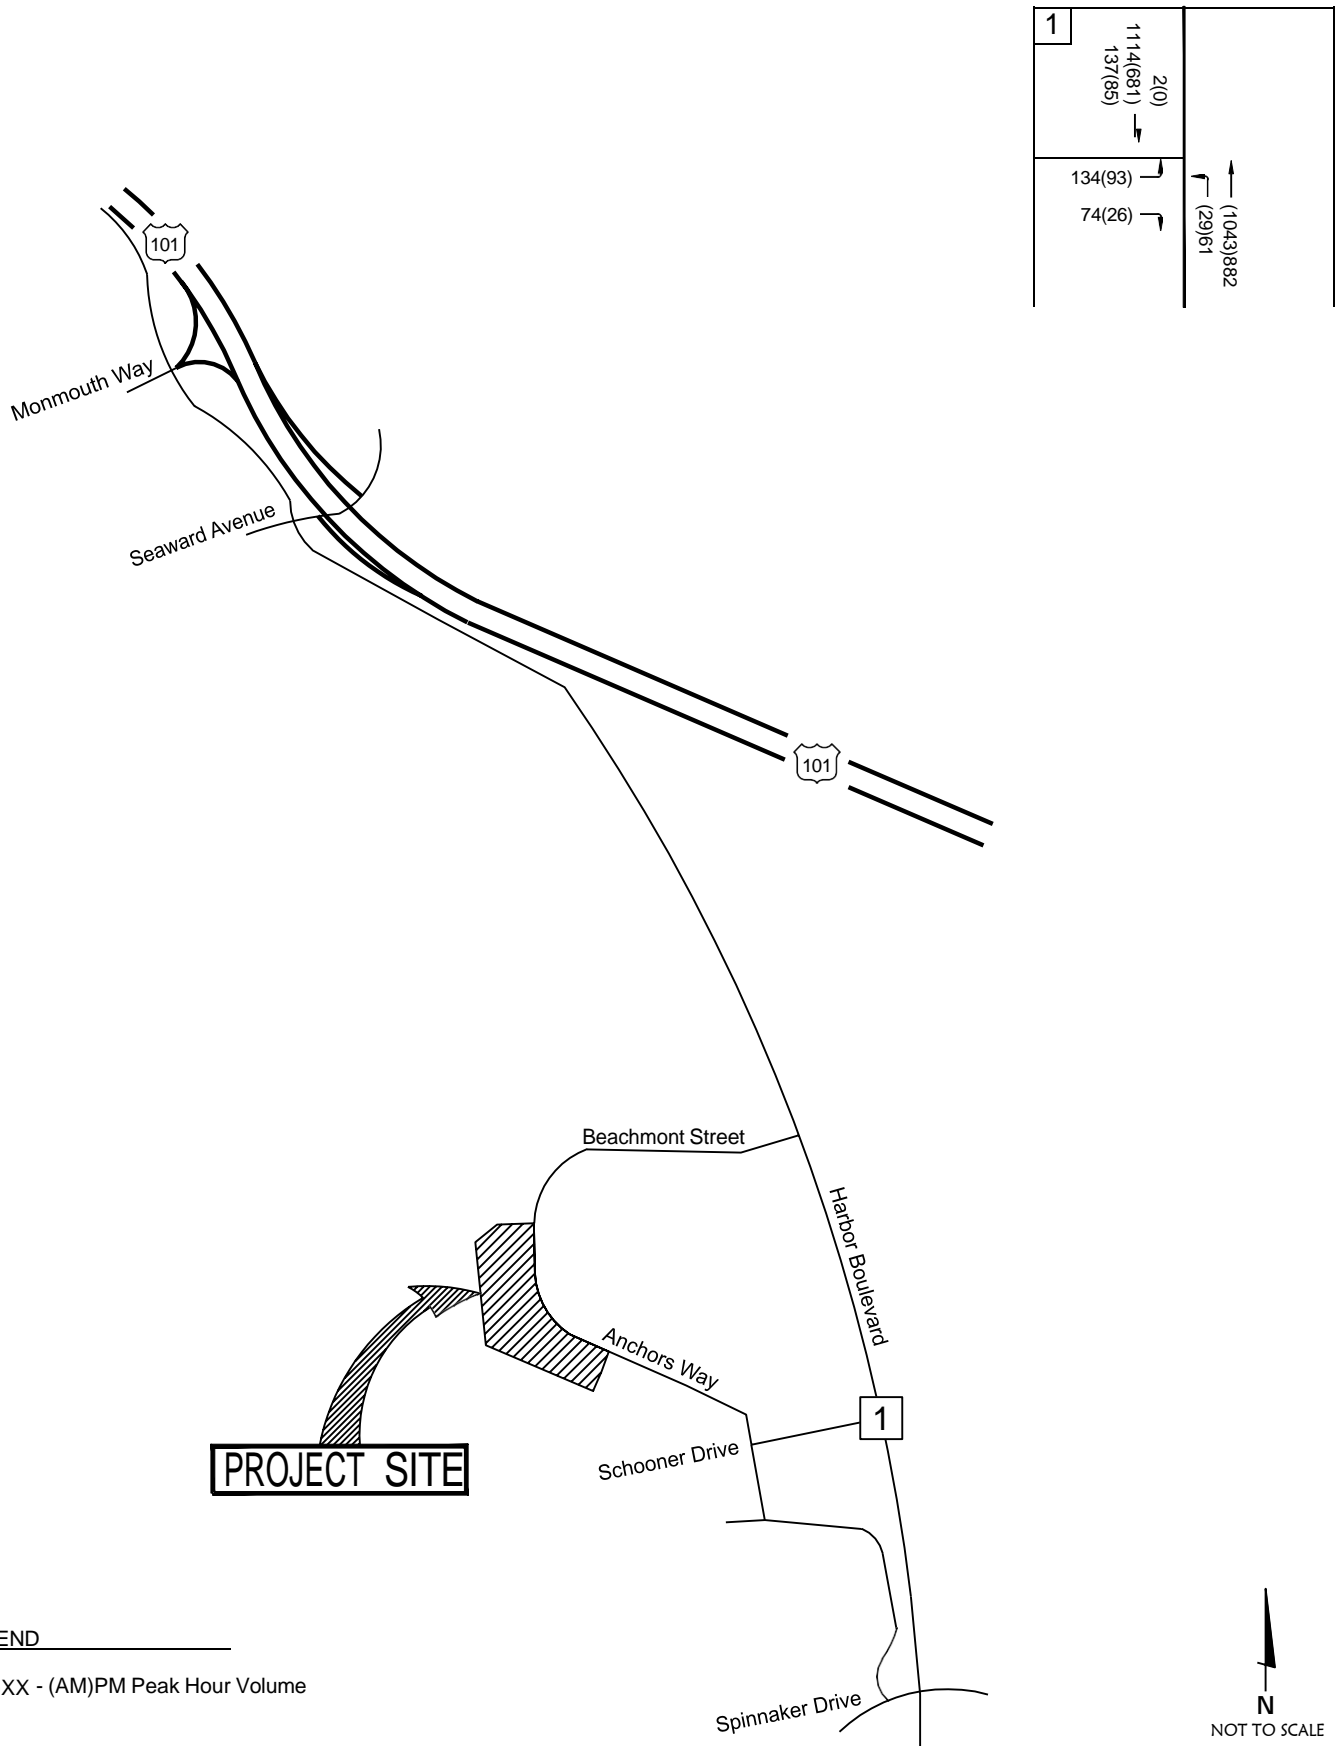 1
2(0)
1114(681)
137(85)
134(93)
74(26)
(1043)882
(29)61
101
Monmouth Way
Seaward Avenue
101
Beachmont Street
Harbor Boulevard
Anchors Way
1
Schooner Drive
PROJECT SITE
END
XX - (AM)PM Peak Hour Volume
Spinnaker Drive
N
NOT TO SCALE